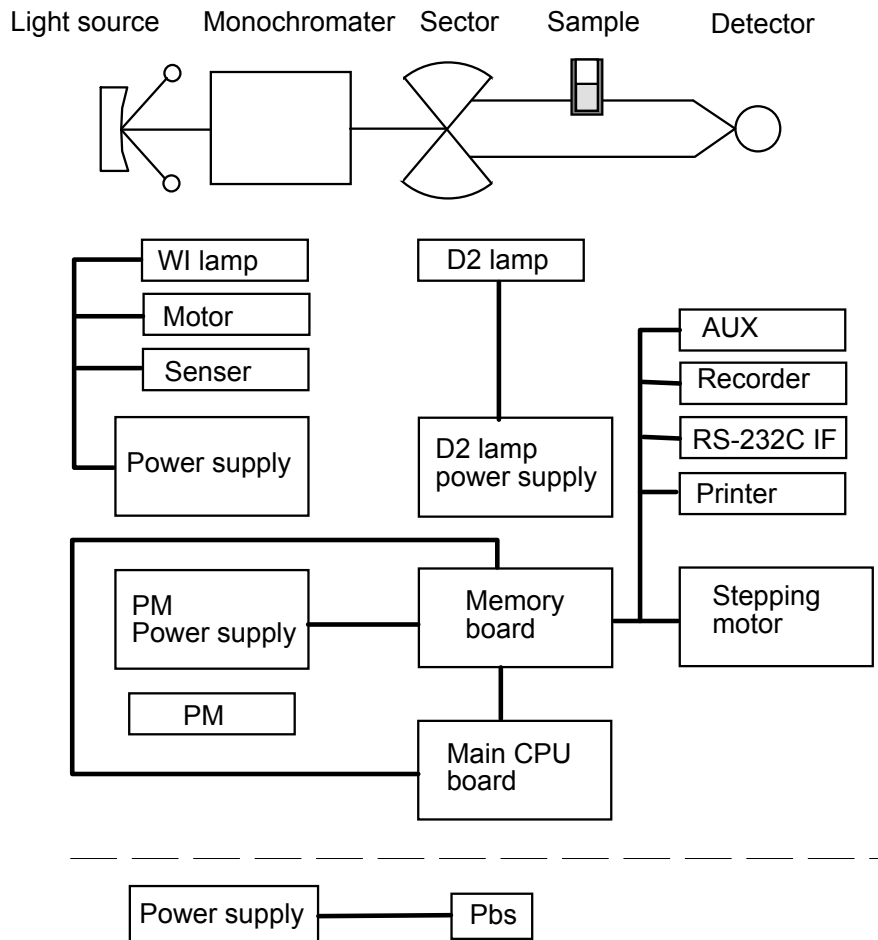 Light source Monochromater Sector Sample Detector
WI lamp
Motor
Senser
Power supply
D2 lamp
D2 lamp
power supply
AUX
Recorder
RS-232C IF
Printer
PM
Power supply
Memory
board
Stepping
motor
PM
Main CPU
board
Power supply
Pbs